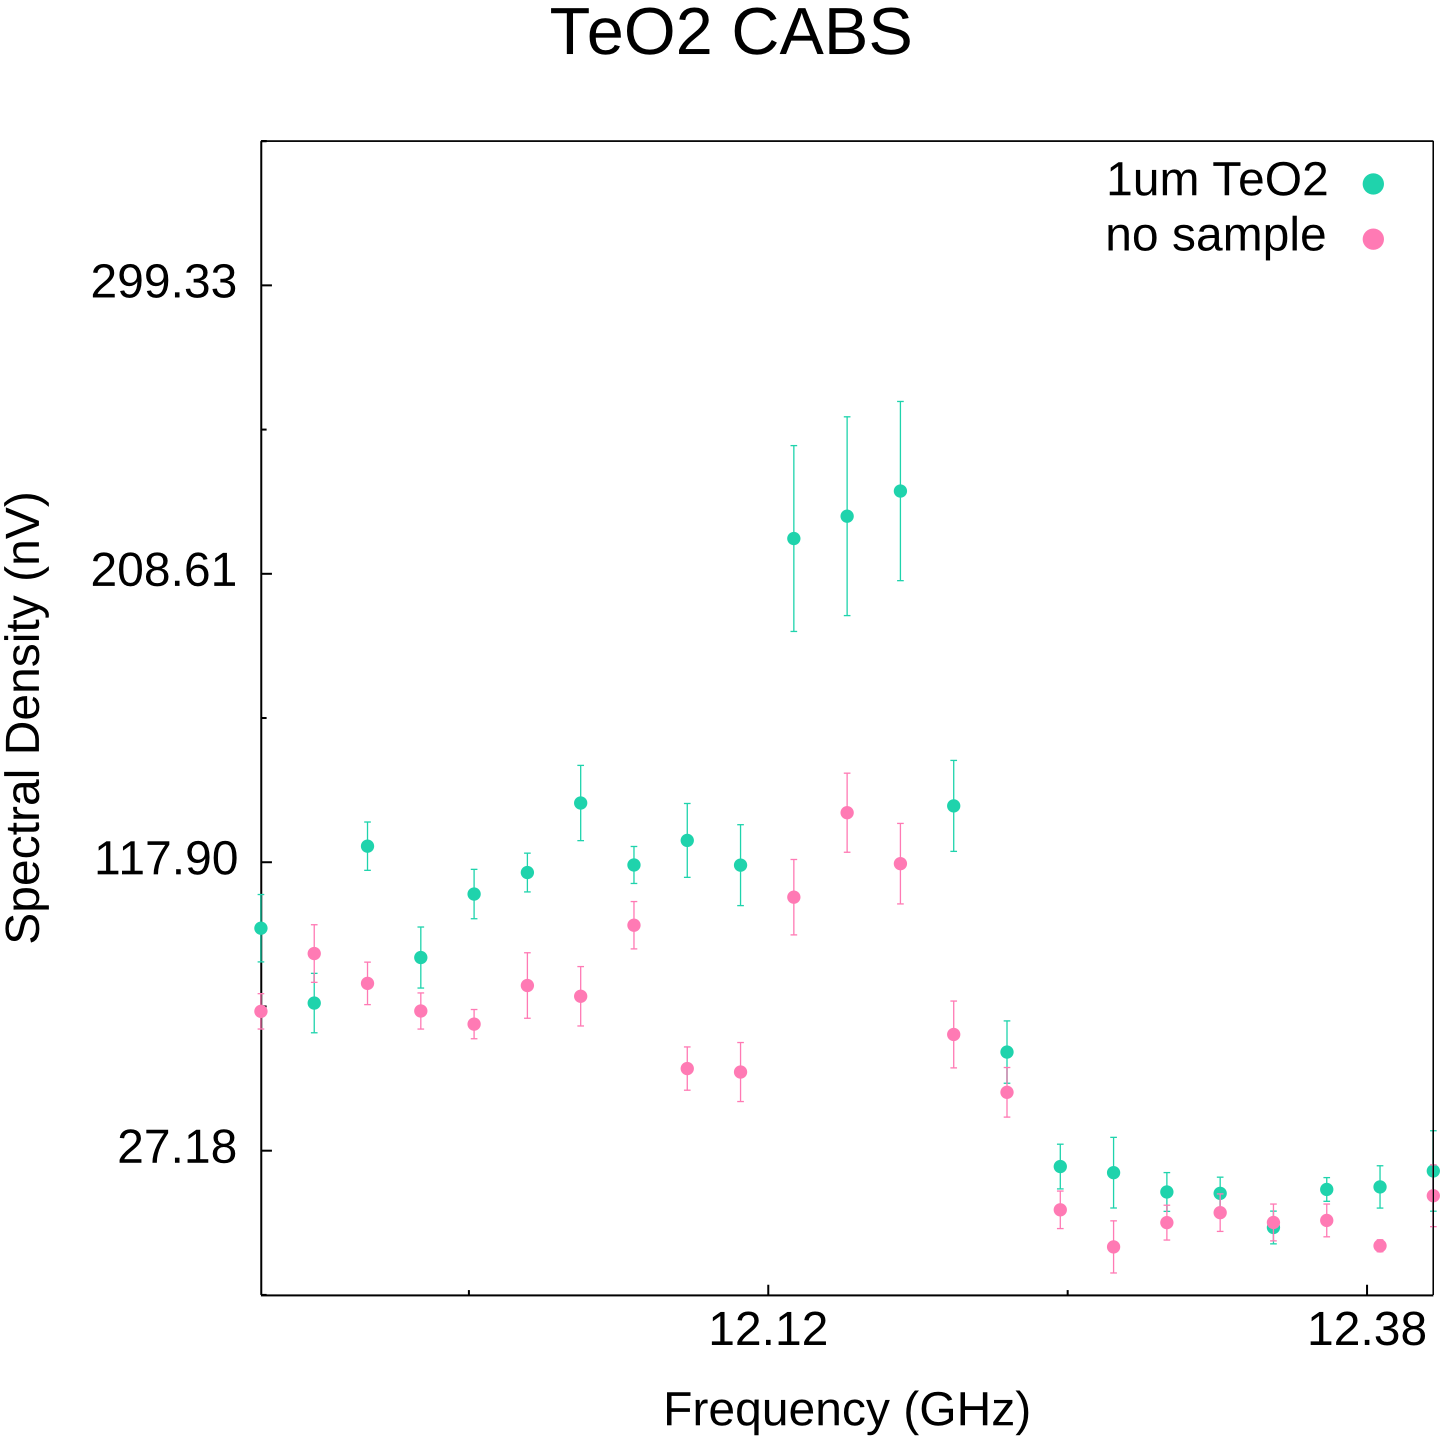 TeO2 CABS
1um TeO2
no sample
299.33
208.61
117.90
27.18
Spectral Density (nV)
12.12
12.38
Frequency (GHz)